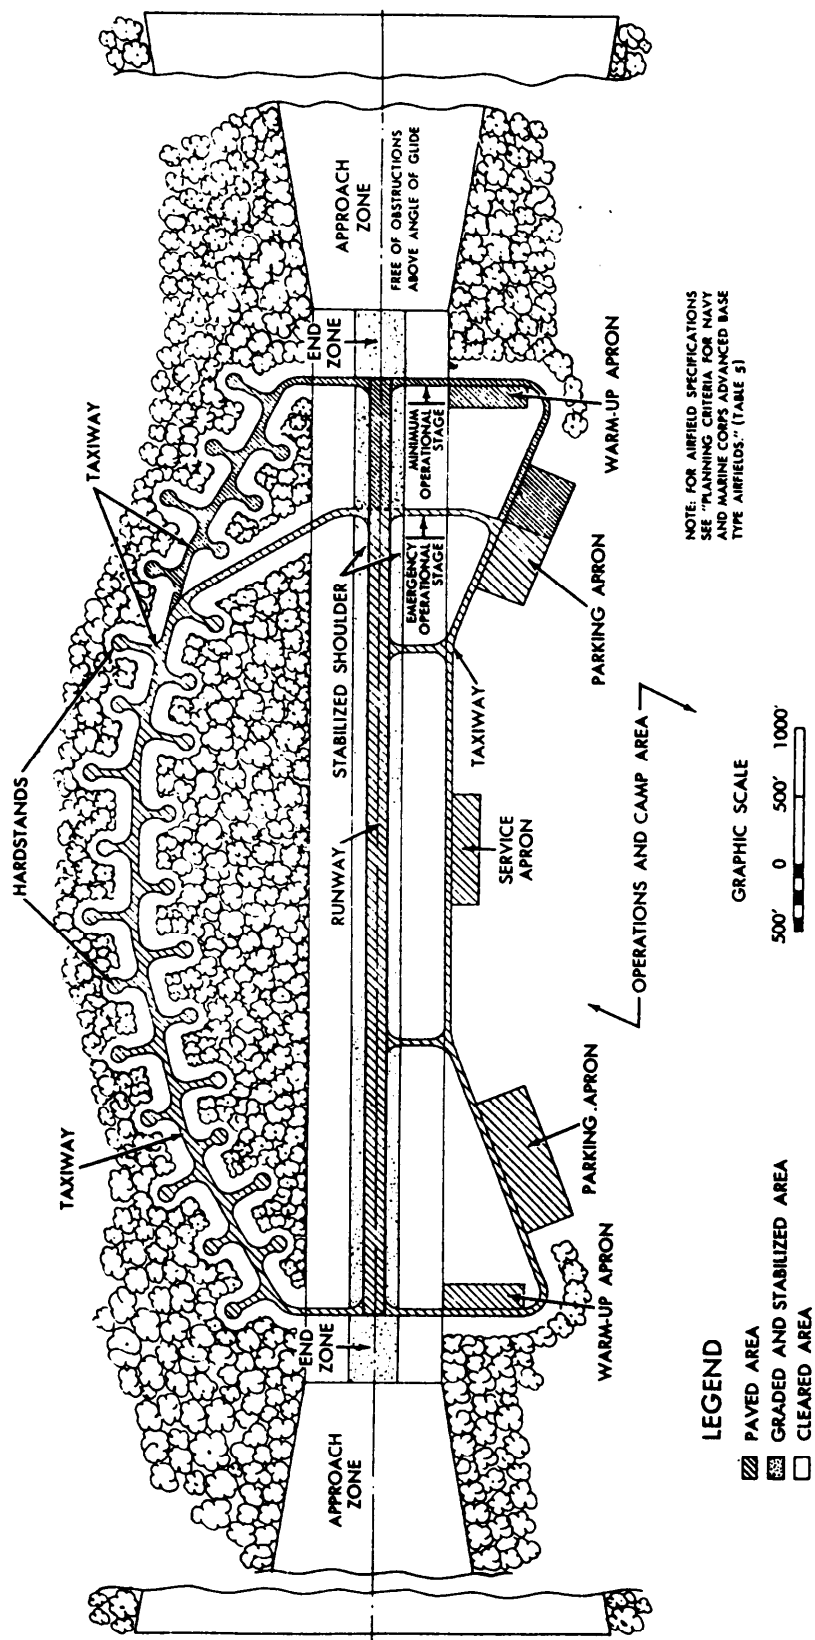 HARDSTANDS
TAXIWAY
TAXIWAY
APPROACH
ZONE
END
ZONE
RUNWAY
STABILIZED SHOULDER
EMERGENCY
OPERATIONAL
STAGE
MINIMUM
OPERATIONAL
STAGE
END
ZONE
APPROACH
ZONE
FREE OF OBSTRUCTIONS
ABOVE ANGLE OF GLIDE
WARM-UP APRON
PARKING APRON
SERVICE
APRON
TAXIWAY
PARKING APRON
WARM-UP APRON
OPERATIONS AND CAMP AREA
NOTE: FOR AIRFIELD SPECIFICATIONS
SEE "PLANNING CRITERIA FOR NAVY
AND MARINE CORPS ADVANCED BASE
TYPE AIRFIELDS." (TABLE 5)
LEGEND
PAVED AREA
GRADED AND STABILIZED AREA
CLEARED AREA
GRAPHIC SCALE
500' 0 500' 1000'